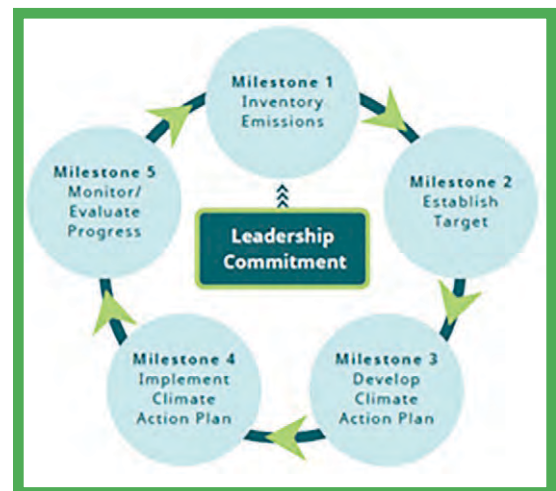 Milestone 1
Inventory
Emissions
Milestone 2
Establish
Target
Milestone 3
Develop
Climate
Action Plan
Milestone 4
Implement
Climate
Action Plan
Milestone 5
Monitor/
Evaluate
Progress
Leadership
Commitment